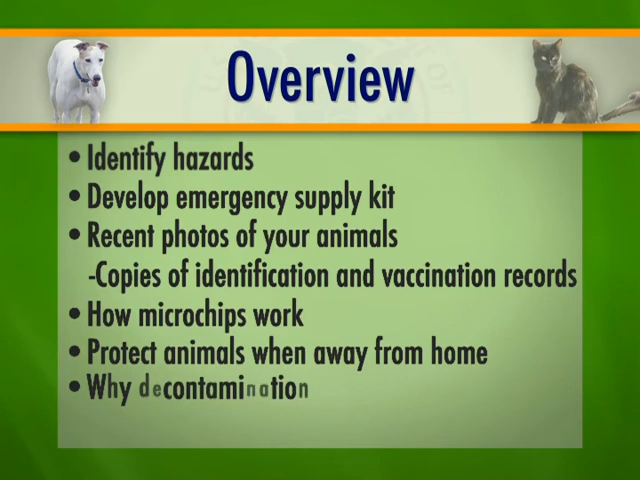 Overview
• Identify hazards
• Develop emergency supply kit
• Recent photos of your animals
-Copies of identification and vaccination records
• How microchips work
• Protect animals when away from home
• Why decontamination